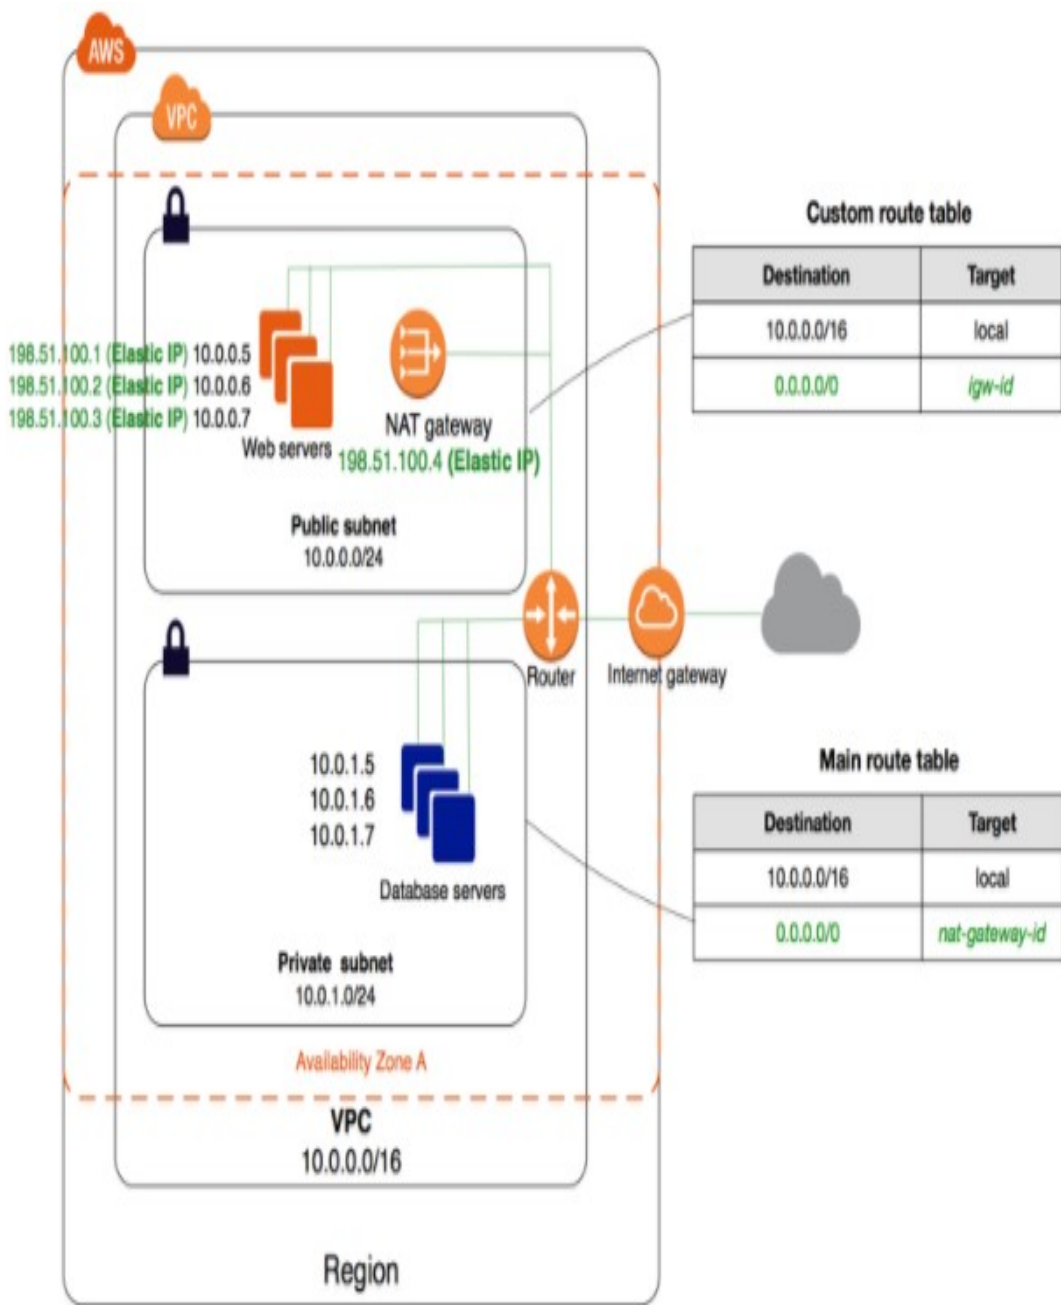 AWS
VPC
Custom route table
Destination Target
10.0.0.0/16 local
0.0.0.0/0 igw-id
198.51.100.1 (Elastic IP) 10.0.0.5
198.51.100.2 (Elastic IP) 10.0.0.6
198.51.100.3 (Elastic IP) 10.0.0.7
Web servers
NAT gateway
198.51.100.4 (Elastic IP)
Public subnet
10.0.0.0/24
Router
Internet gateway
10.0.1.5
10.0.1.6
10.0.1.7
Database servers
Private subnet
10.0.1.0/24
Main route table
Destination Target
10.0.0.0/16 local
0.0.0.0/0 nat-gateway-id
Availability Zone A
VPC
10.0.0.0/16
Region